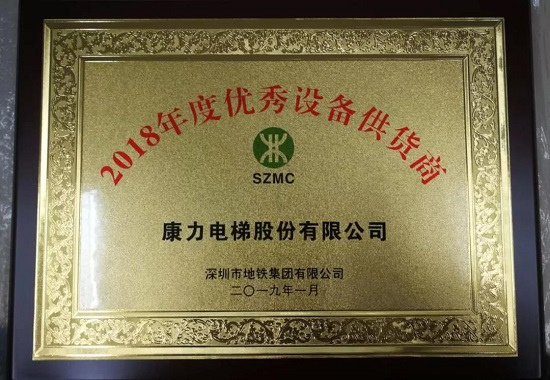 2018年度优秀设备供货商
SZMC
康力电梯股份有限公司
深圳市地铁集团有限公司
二〇一九年一月